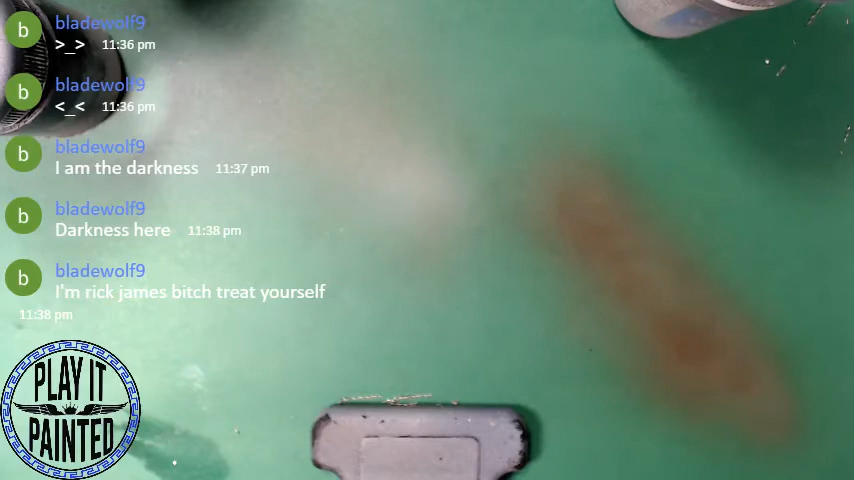 b
bladewolf9
>_> 11:36 pm
b
bladewolf9
<_< 11:36 pm
b
bladewolf9
I am the darkness 11:37 pm
b
bladewolf9
Darkness here 11:38 pm
b
bladewolf9
I'm rick james bitch treat yourself
11:38 pm
PLAY IT
PAINTED